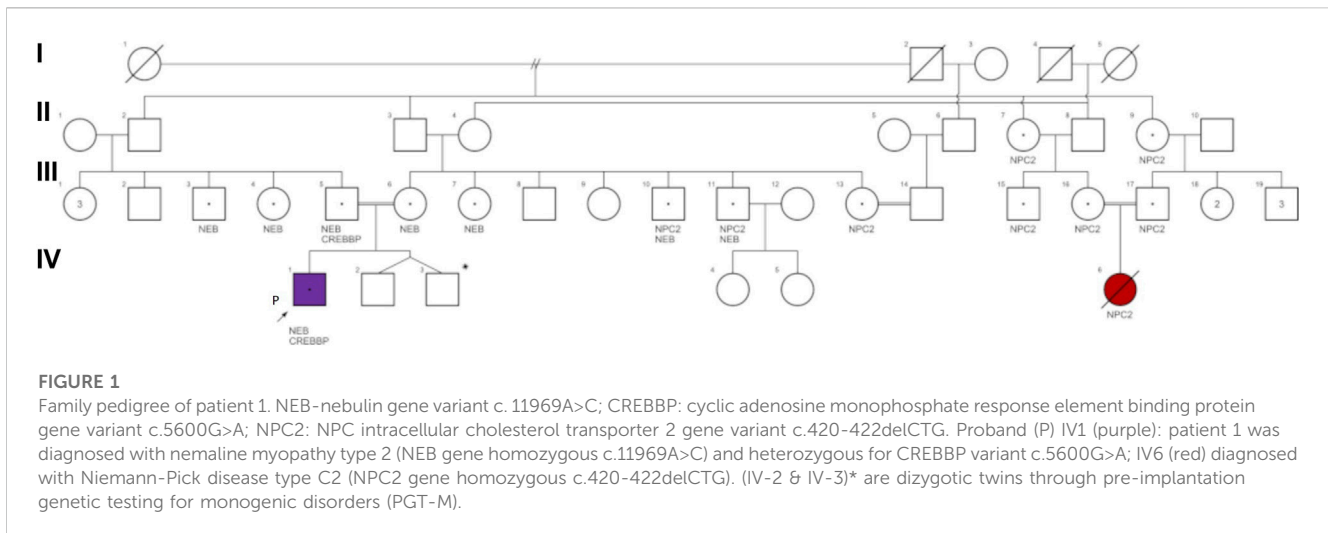 I
1 2 3 4 5
II
1 2 3 4 5 6 7 8 9 10
NPC2 NPC2
III
1 2 3 4 5 6 7 8 9 10 11 12 13 14 15 16 17 18 19
3 2 3
NEB NEB NEB NEB NEB NPC2 NPC2 NPC2 NPC2 NPC2 NPC2
CREBBP NEB NEB
IV
1 2 3 * 4 5 6
P
NEB NPC2
CREBBP
FIGURE 1
Family pedigree of patient 1. NEB-nebulin gene variant c. 11969A>C; CREBBP: cyclic adenosine monophosphate response element binding protein
gene variant c.5600G>A; NPC2: NPC intracellular cholesterol transporter 2 gene variant c.420-422delCTG. Proband (P) IV1 (purple): patient 1 was
diagnosed with nemaline myopathy type 2 (NEB gene homozygous c.11969A>C) and heterozygous for CREBBP variant c.5600G>A; IV6 (red) diagnosed
with Niemann-Pick disease type C2 (NPC2 gene homozygous c.420-422delCTG). (IV-2 & IV-3)* are dizygotic twins through pre-implantation
genetic testing for monogenic disorders (PGT-M).